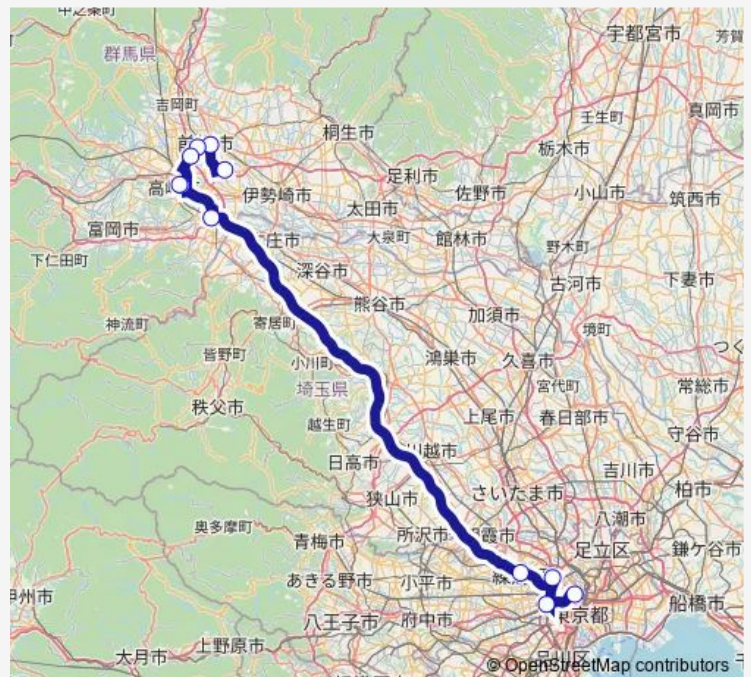 宇都宮市
群馬県
芳賀
吉岡町
真岡市
壬生町
桐生市
栃木市
足利市
伊勢崎市
佐野市
小山市
筑西市
太田市
富岡市
庄市
大泉町
館林市
野木町
下仁田町
深谷市
古河市
下妻市
熊谷市
加須市
神流町
寄居町
境町
つく
皆野町
小川町
鴻巣市
久喜市
埼玉県
宮代町
常総市
秩父市
越生町
上尾市
春日部市
守谷市
日高市
川越市
吉川市
狭山市
さいたま市
柏市
奥多摩町
所沢市
八潮市
青梅市
足立区
鎌ケ谷市
あきる野市
小平市
甲州市
船橋市
八王子市
府中市
京都
上野原市
大月市
品川区
© OpenStreetMap contributors